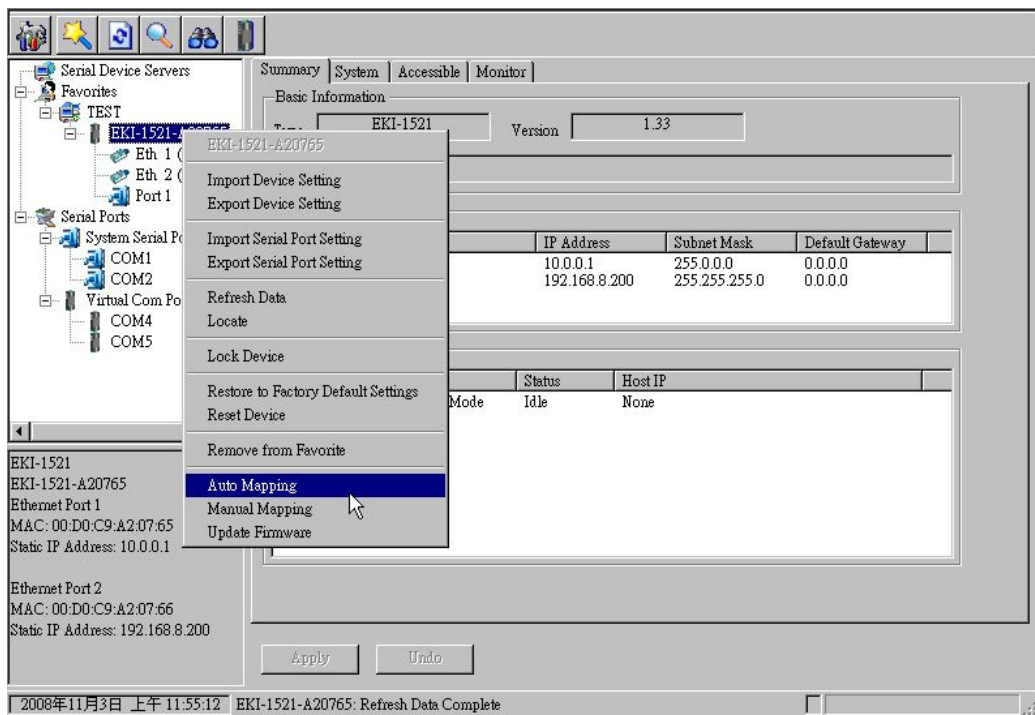 Serial Device Servers
Favorites
TEST
EKI-1521-A20765
Eth 1 (
Eth 2 (
Port 1
Serial Ports
System Serial Po
COM1
COM2
Virtual Com Po
COM4
COM5
EKI-1521
EKI-1521-A20765
Ethernet Port 1
MAC: 00:D0:C9:A2:07:65
Static IP Address: 10.0.0.1
Ethernet Port 2
MAC: 00:D0:C9:A2:07:66
Static IP Address: 192.168.8.200
EKI-1521-A20765
Import Device Setting
Export Device Setting
Import Serial Port Setting
Export Serial Port Setting
Refresh Data
Locate
Lock Device
Restore to Factory Default Settings
Reset Device
Remove from Favorite
Auto Mapping
Manual Mapping
Update Firmware
Summary System Accessible Monitor
Basic Information
EKI-1521 Version 1.33
IP Address Subnet Mask Default Gateway
10.0.0.1 255.0.0.0 0.0.0.0
192.168.8.200 255.255.255.0 0.0.0.0
Status Host IP
Mode Idle None
Apply Undo
2008年11月3日 上午 11:55:12 EKI-1521-A20765: Refresh Data Complete